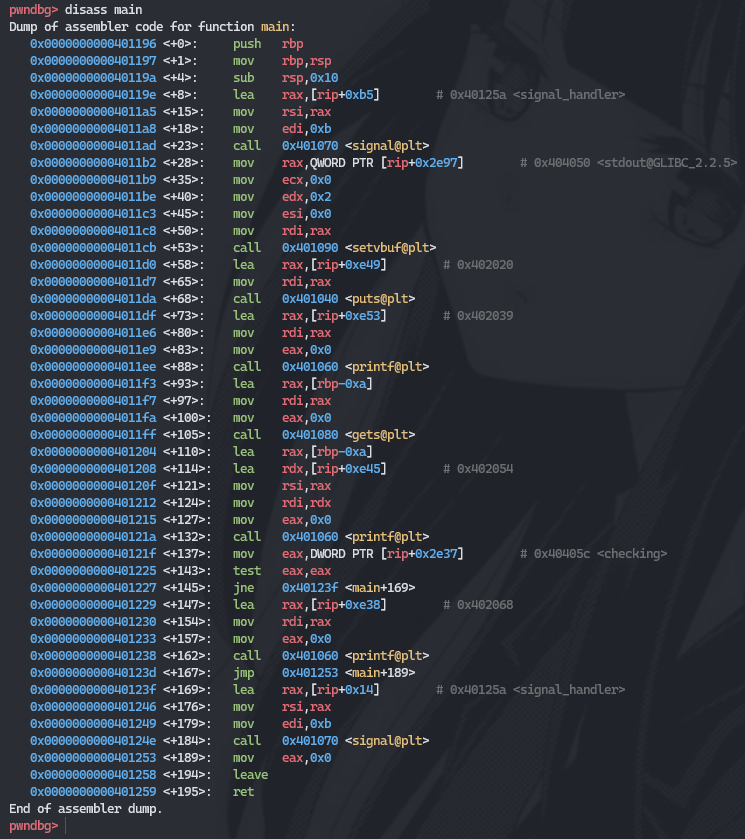 pwndbg> disass main
Dump of assembler code for function main:
   0x0000000000401196 <+0>:     push   rbp
   0x0000000000401197 <+1>:     mov    rbp,rsp
   0x000000000040119a <+4>:     sub    rsp,0x10
   0x000000000040119e <+8>:     lea    rax,[rip+0xb5]        # 0x40125a <signal_handler>
   0x00000000004011a5 <+15>:    mov    rsi,rax
   0x00000000004011a8 <+18>:    mov    edi,0xb
   0x00000000004011ad <+23>:    call   0x401070 <signal@plt>
   0x00000000004011b2 <+28>:    mov    rax,QWORD PTR [rip+0x2e97]        # 0x404050 <stdout@GLIBC_2.2.5>
   0x00000000004011b9 <+35>:    mov    ecx,0x0
   0x00000000004011be <+40>:    mov    edx,0x2
   0x00000000004011c3 <+45>:    mov    esi,0x0
   0x00000000004011c8 <+50>:    mov    rdi,rax
   0x00000000004011cb <+53>:    call   0x401090 <setvbuf@plt>
   0x00000000004011d0 <+58>:    lea    rax,[rip+0xe49]        # 0x402020
   0x00000000004011d7 <+65>:    mov    rdi,rax
   0x00000000004011da <+68>:    call   0x401040 <puts@plt>
   0x00000000004011df <+73>:    lea    rax,[rip+0xe53]        # 0x402039
   0x00000000004011e6 <+80>:    mov    rdi,rax
   0x00000000004011e9 <+83>:    mov    eax,0x0
   0x00000000004011ee <+88>:    call   0x401060 <printf@plt>
   0x00000000004011f3 <+93>:    lea    rax,[rbp-0xa]
   0x00000000004011f7 <+97>:    mov    rdi,rax
   0x00000000004011fa <+100>:   mov    eax,0x0
   0x00000000004011ff <+105>:   call   0x401080 <gets@plt>
   0x0000000000401204 <+110>:   lea    rax,[rbp-0xa]
   0x0000000000401208 <+114>:   lea    rdx,[rip+0xe45]        # 0x402054
   0x000000000040120f <+121>:   mov    rsi,rax
   0x0000000000401212 <+124>:   mov    rdi,rdx
   0x0000000000401215 <+127>:   mov    eax,0x0
   0x000000000040121a <+132>:   call   0x401060 <printf@plt>
   0x000000000040121f <+137>:   mov    eax,DWORD PTR [rip+0x2e37]        # 0x40405c <checking>
   0x0000000000401225 <+143>:   test   eax,eax
   0x0000000000401227 <+145>:   jne    0x40123f <main+169>
   0x0000000000401229 <+147>:   lea    rax,[rip+0xe38]        # 0x402068
   0x0000000000401230 <+154>:   mov    rdi,rax
   0x0000000000401233 <+157>:   mov    eax,0x0
   0x0000000000401238 <+162>:   call   0x401060 <printf@plt>
   0x000000000040123d <+167>:   jmp    0x401253 <main+189>
   0x000000000040123f <+169>:   lea    rax,[rip+0x14]        # 0x40125a <signal_handler>
   0x0000000000401246 <+176>:   mov    rsi,rax
   0x0000000000401249 <+179>:   mov    edi,0xb
   0x000000000040124e <+184>:   call   0x401070 <signal@plt>
   0x0000000000401253 <+189>:   mov    eax,0x0
   0x0000000000401258 <+194>:   leave
   0x0000000000401259 <+195>:   ret
End of assembler dump.
pwndbg>